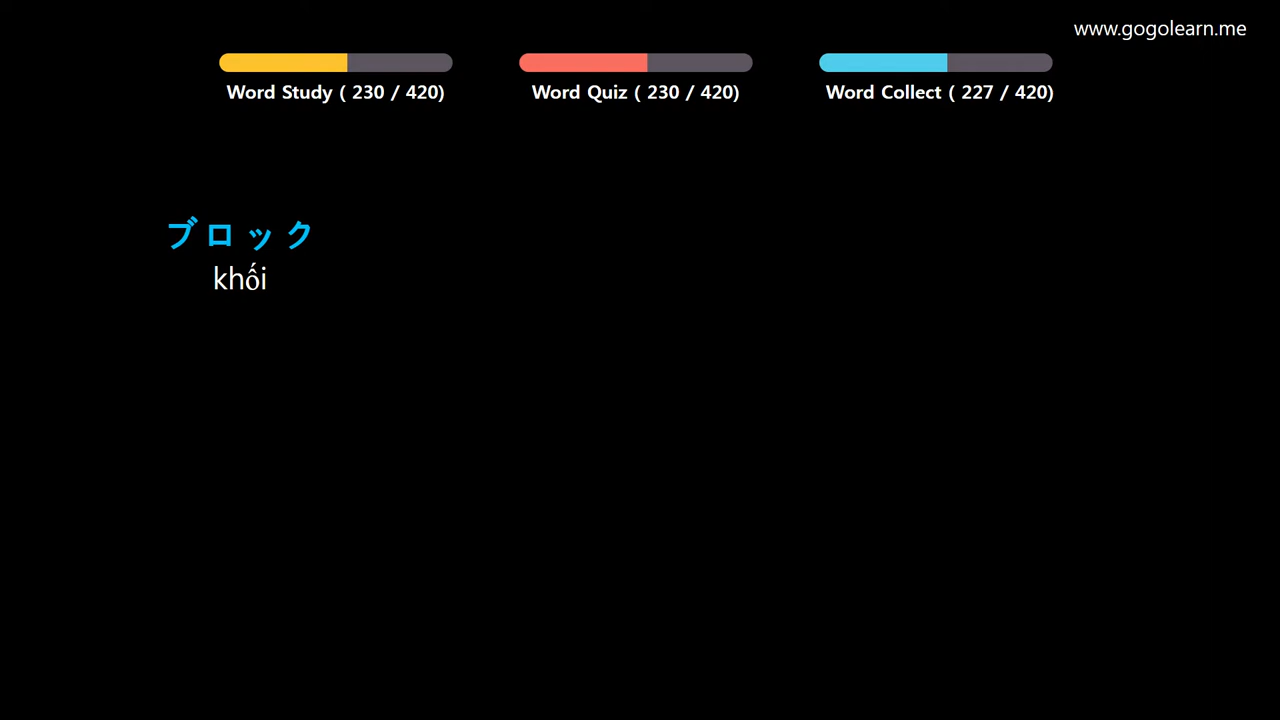 www.gogolearn.me
Word Study ( 230 / 420)
Word Quiz ( 230 / 420)
Word Collect ( 227 / 420)
ブロック
khối